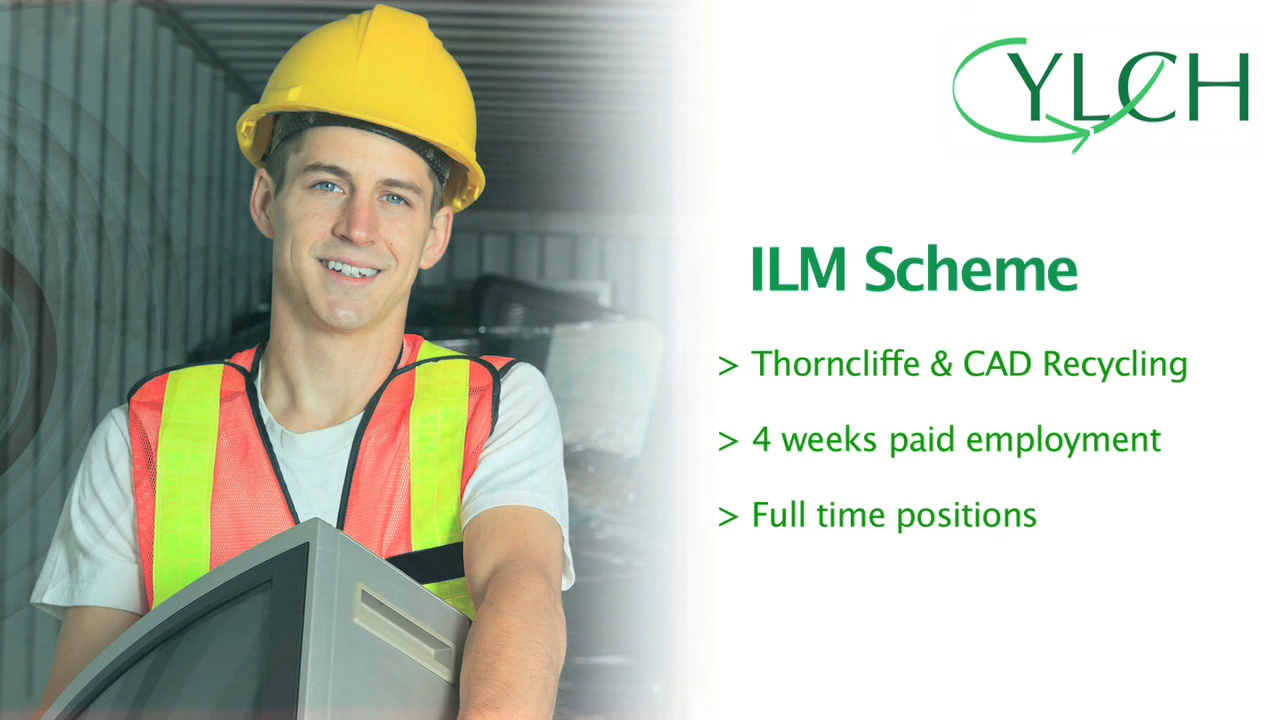 YLCH
ILM Scheme
> Thorncliffe & CAD Recycling
> 4 weeks paid employment
> Full time positions